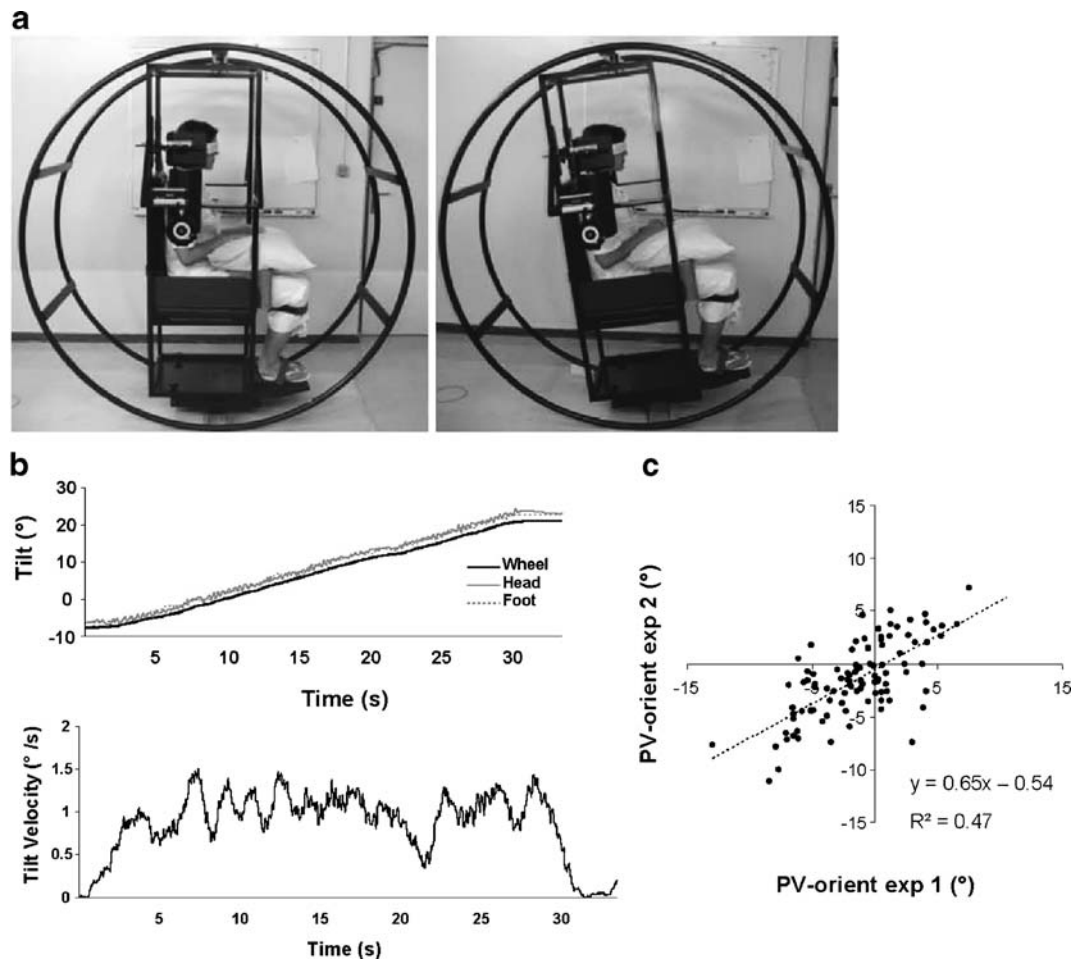 a
b
30
20
10
0
-10
Tilt (°)
Wheel
Head
Foot
5 10 15 20 25 30
Time (s)
2
1.5
1
0.5
0
Tilt Velocity (° /s)
5 10 15 20 25 30
Time (s)
c
15
10
5
-15 -5 5 15
-5
-10
-15
PV-orient exp 2 (°)
y = 0.65x – 0.54
R² = 0.47
PV-orient exp 1 (°)